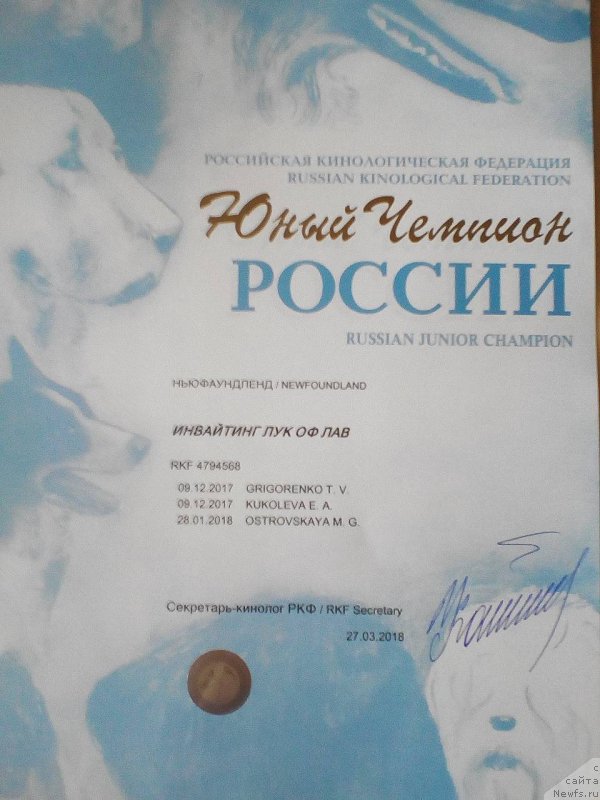 РОССИЙСКАЯ КИНОЛОГИЧЕСКАЯ ФЕДЕРАЦИЯ
RUSSIAN KINOLOGICAL FEDERATION
Юный Чемпион
РОССИИ
RUSSIAN JUNIOR CHAMPION
НЬЮФАУНДЛЕНД / NEWFOUNDLAND
ИНВАЙТИНГ ЛУК ОФ ЛАВ
RKF 4794568
09.12.2017 GRIGORENKO T. V.
09.12.2017 KUKOLEVA E. A.
28.01.2018 OSTROVSKAYA M. G.
Секретарь-кинолог РКФ / RKF Secretary
27.03.2018
с
сайта
Newfs.ru